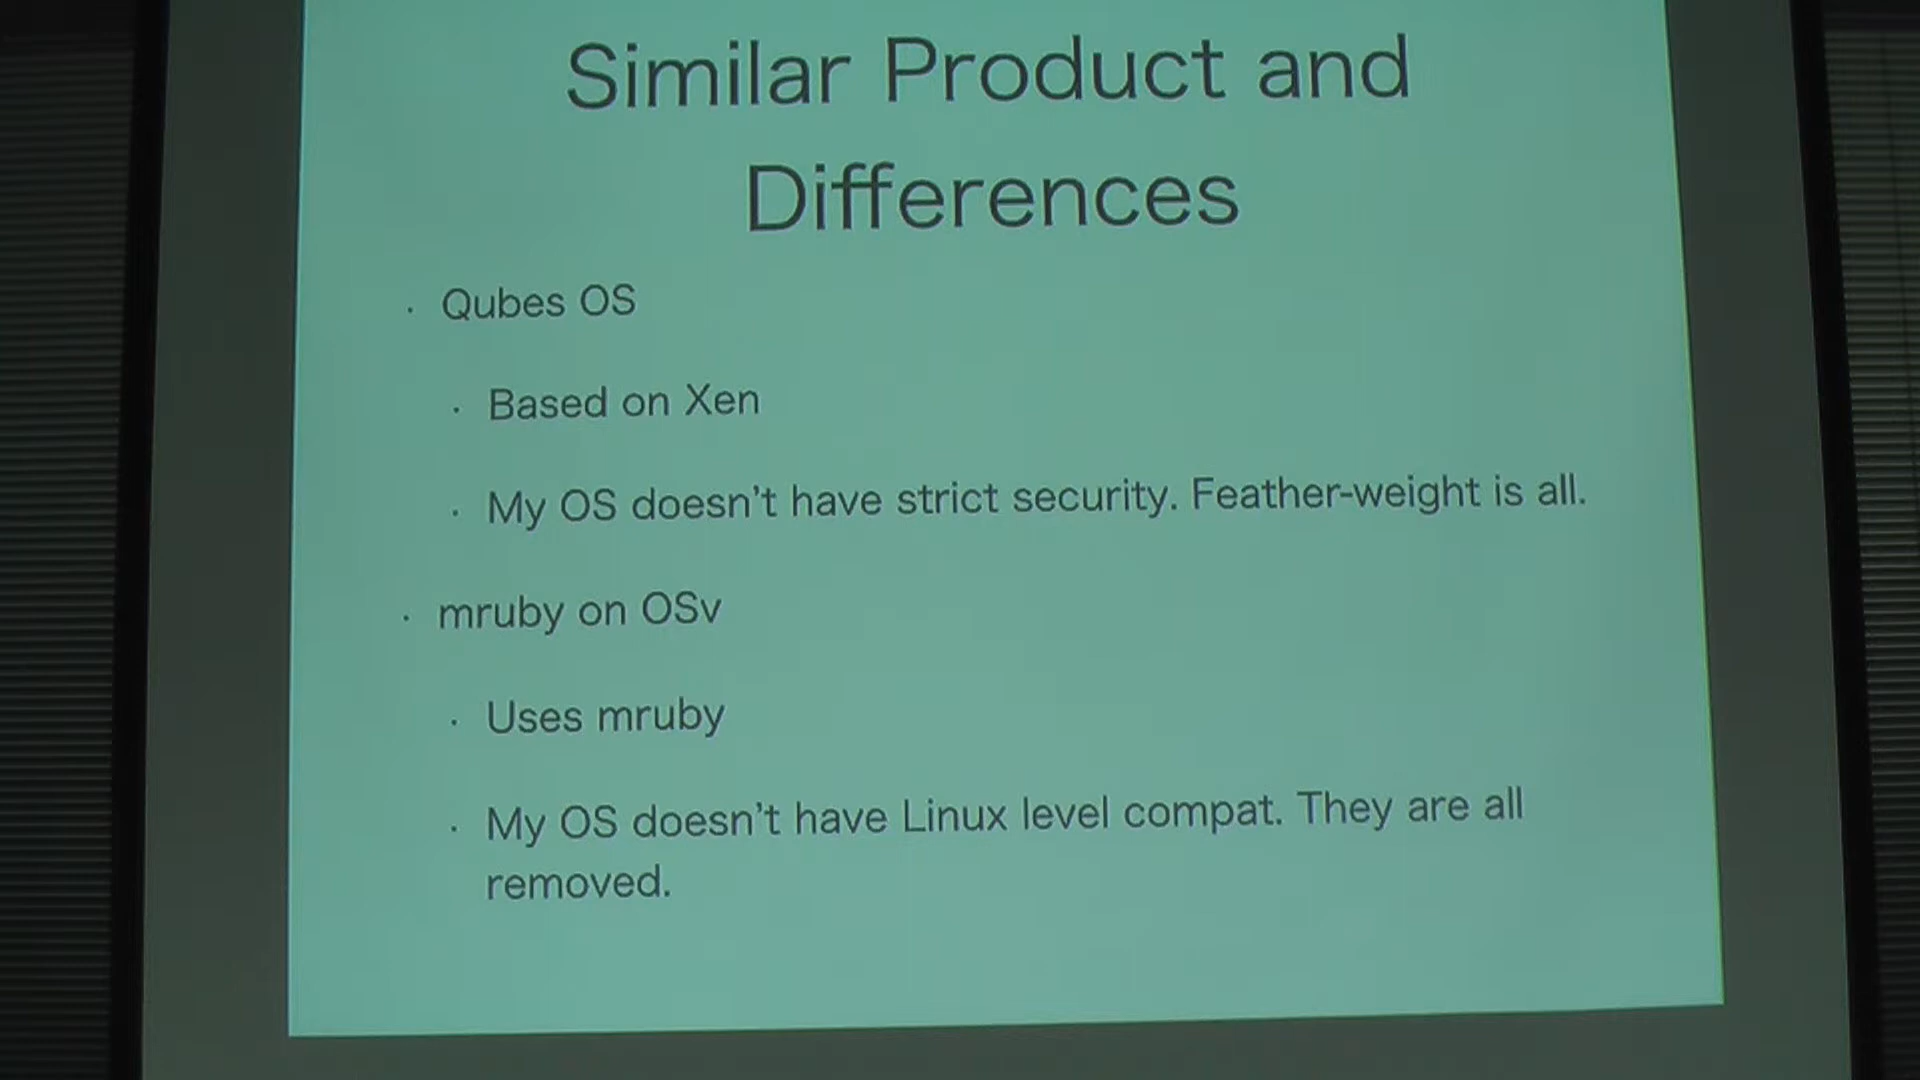 Similar Product and
Differences
· Qubes OS
· Based on Xen
· My OS doesn't have strict security. Feather-weight is all.
· mruby on OSv
· Uses mruby
· My OS doesn't have Linux level compat. They are all
removed.